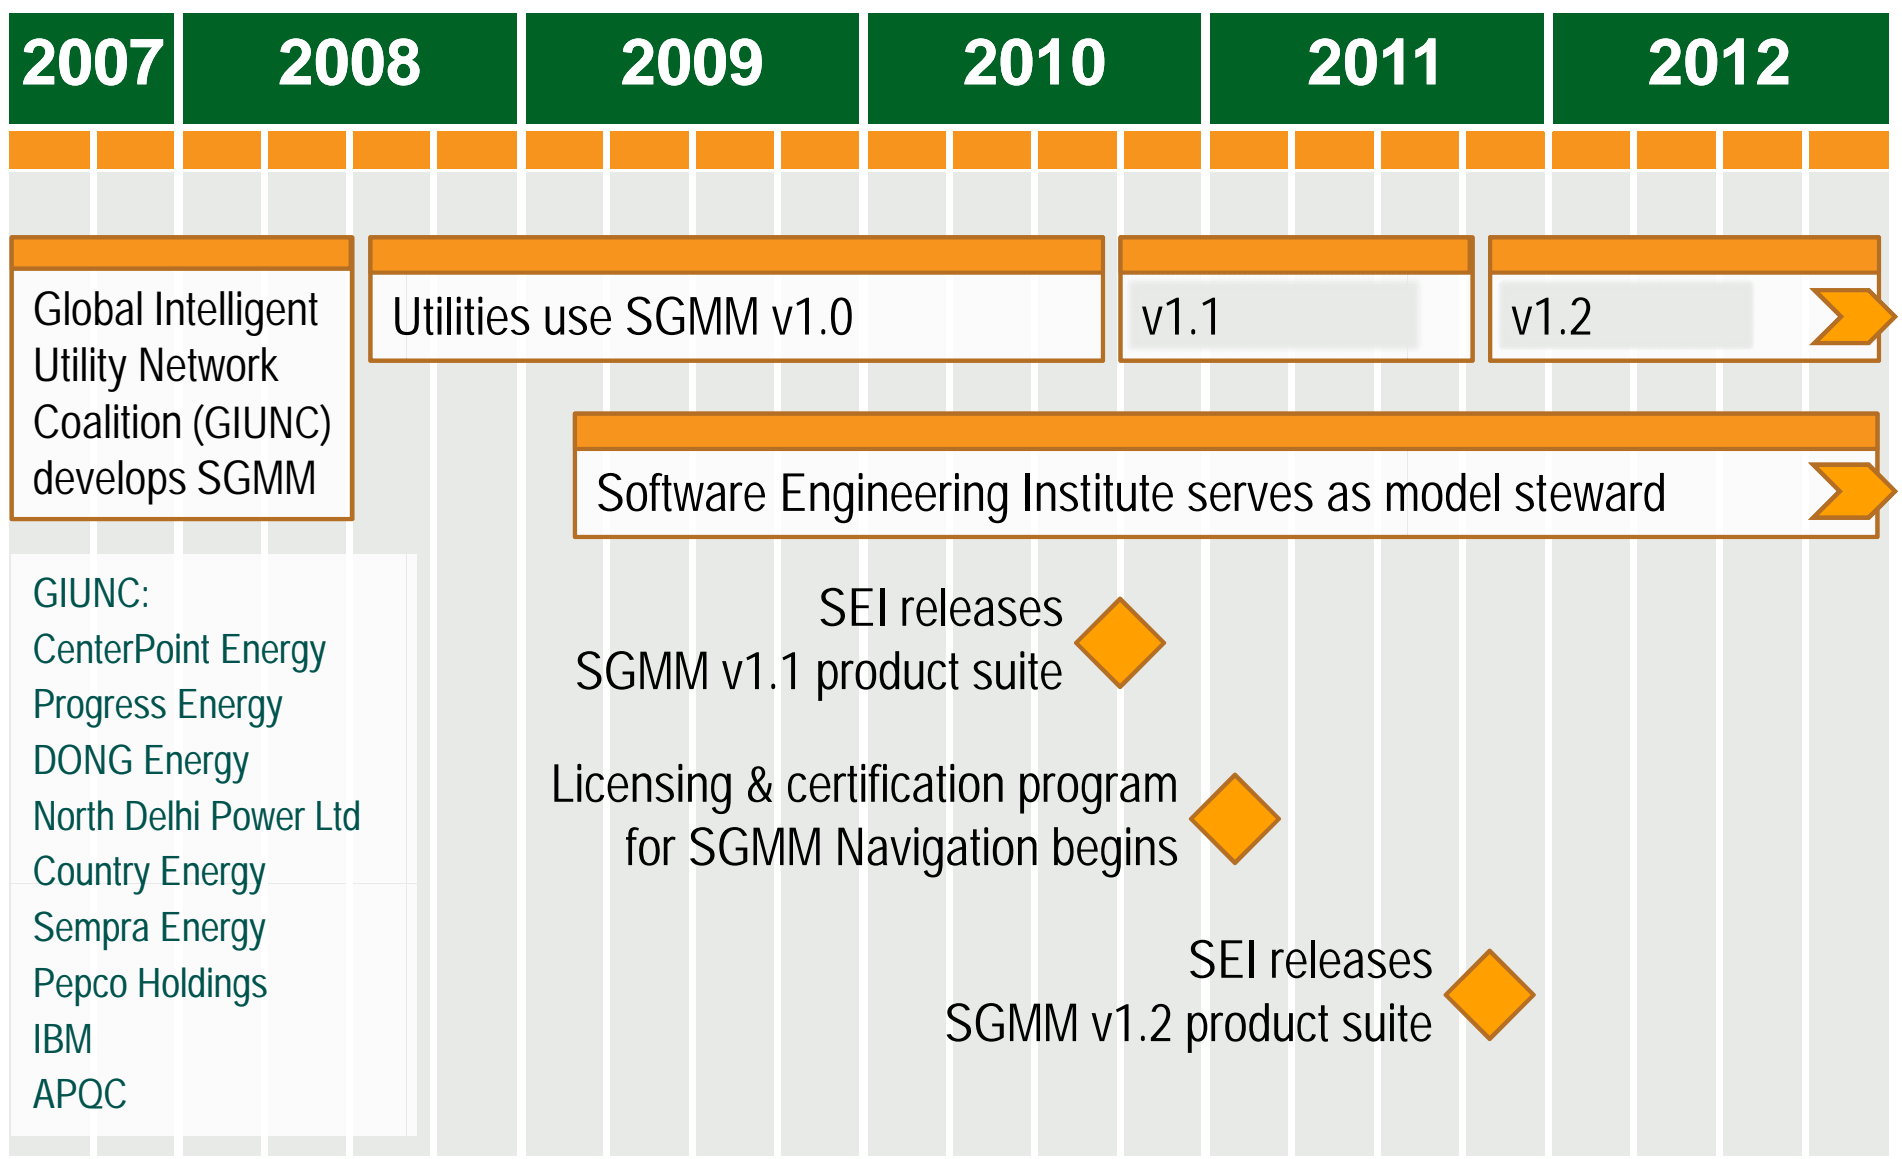 2007 2008 2009 2010 2011 2012
Global Intelligent
Utility Network
Coalition (GIUNC)
develops SGMM
Utilities use SGMM v1.0
v1.1
v1.2
Software Engineering Institute serves as model steward
GIUNC:
CenterPoint Energy
Progress Energy
DONG Energy
North Delhi Power Ltd
Country Energy
Sempra Energy
Pepco Holdings
IBM
APQC
SEI releases
SGMM v1.1 product suite
Licensing & certification program
for SGMM Navigation begins
SEI releases
SGMM v1.2 product suite